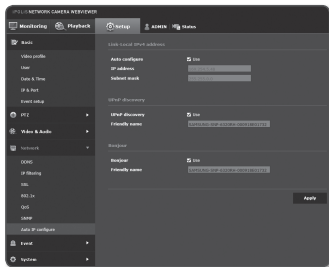 iPOLiS NETWORK CAMERA WEBVIEWER
Monitoring
Playback
Setup
ADMIN
Status
Basic
Video profile
User
Date & Time
IP & Port
Event setup
PTZ
Video & Audio
Network
DDNS
IP filtering
SSL
802.1x
QoS
SNMP
Auto IP configure
Event
System
Link-Local IPv4 address
Auto configure
Use
IP address
Subnet mask
UPnP discovery
UPnP discovery
Use
Friendly name
Bonjour
Bonjour
Use
Friendly name
Apply